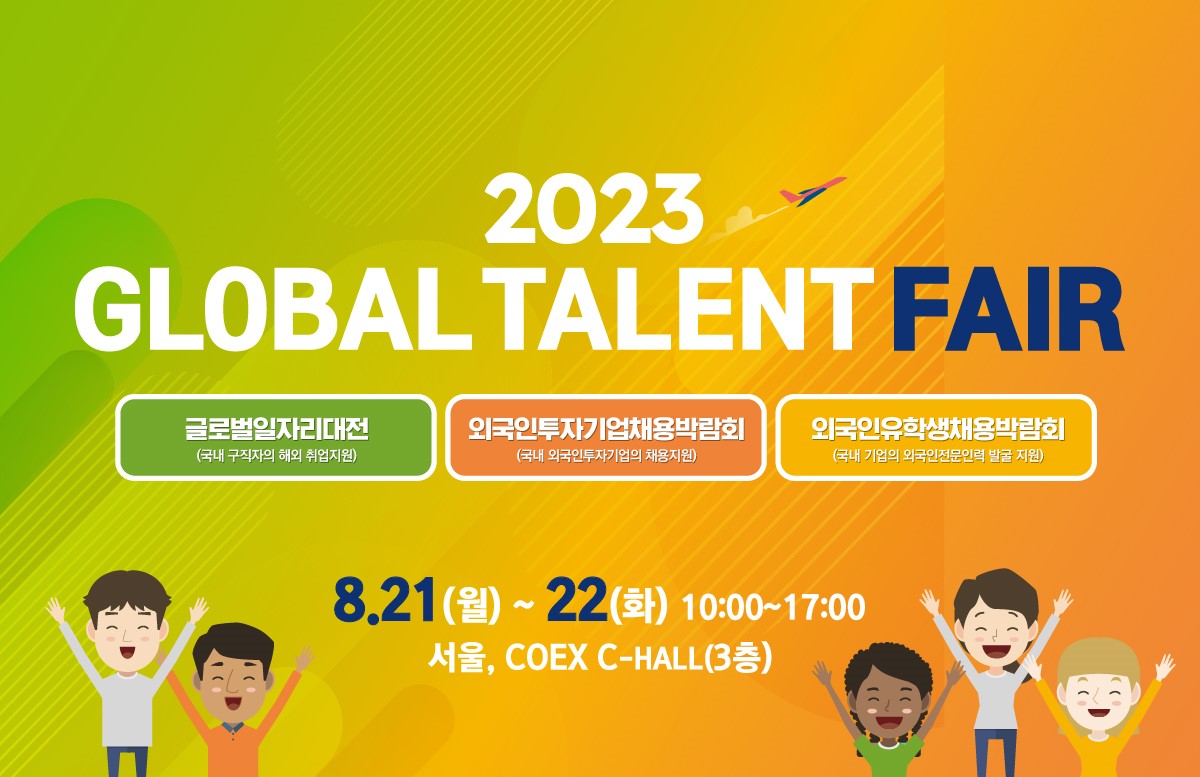 2023
GLOBAL TALENT FAIR
글로벌일자리대전
(국내 구직자의 해외 취업지원)
외국인투자기업채용박람회
(국내 외국인투자기업의 채용지원)
외국인유학생채용박람회
(국내 기업의 외국인전문인력 발굴 지원)
8.21(월) ~ 22(화) 10:00~17:00
서울, COEX C-HALL(3층)